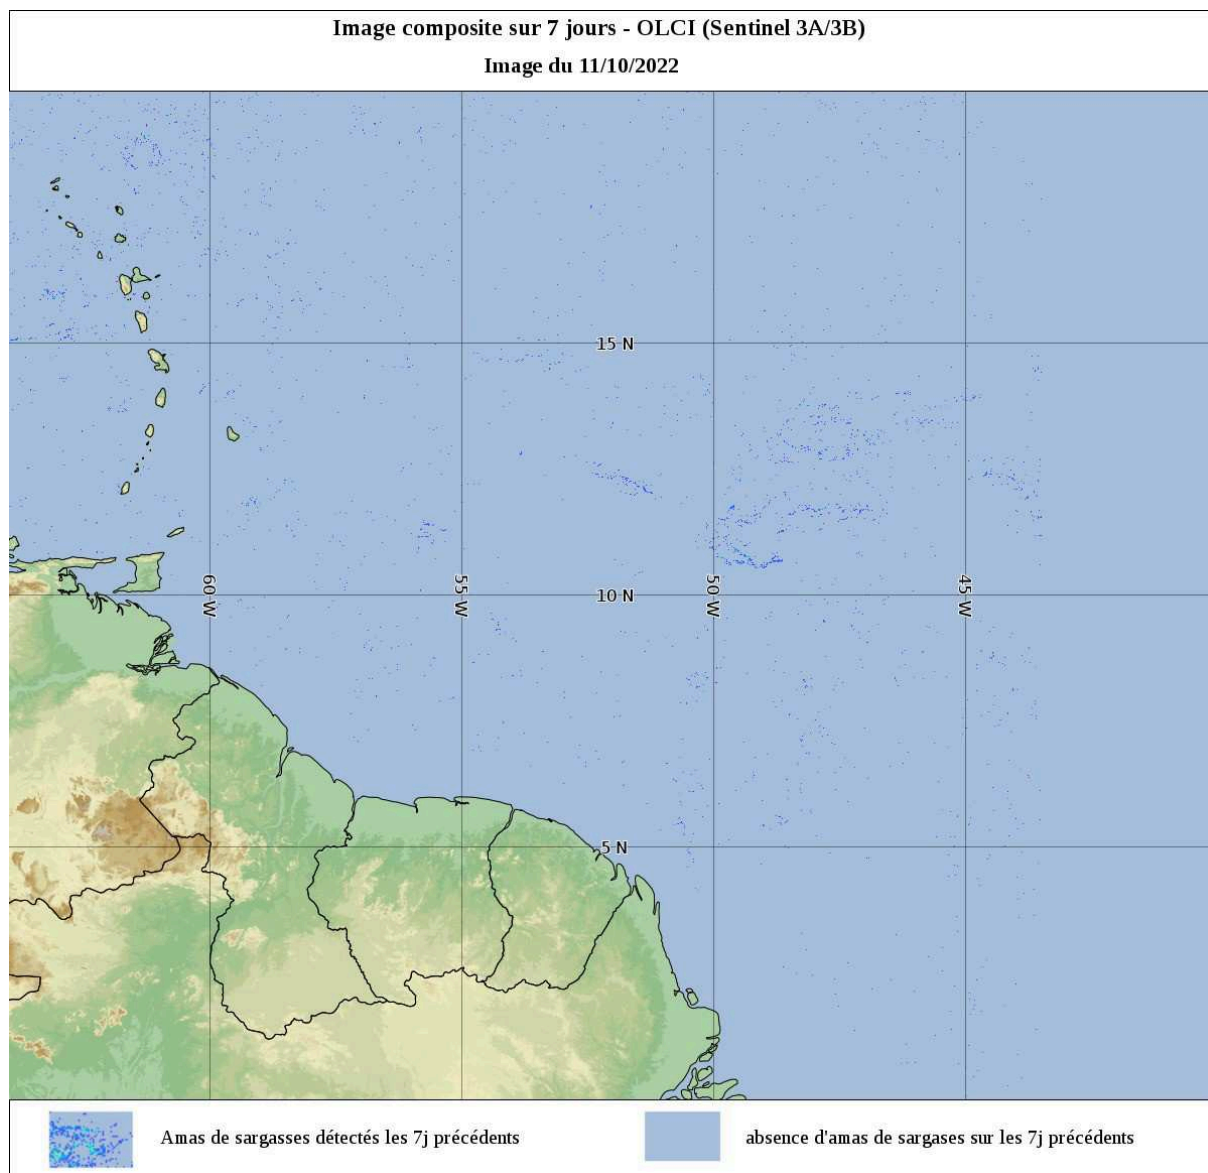 Image composite sur 7 jours - OLCI (Sentinel 3A/3B)
Image du 11/10/2022
15 N
60 W
55 W
10 N
50 W
45 W
5 N
Amas de sargasses détectés les 7j précédents
absence d'amas de sargases sur les 7j précédents